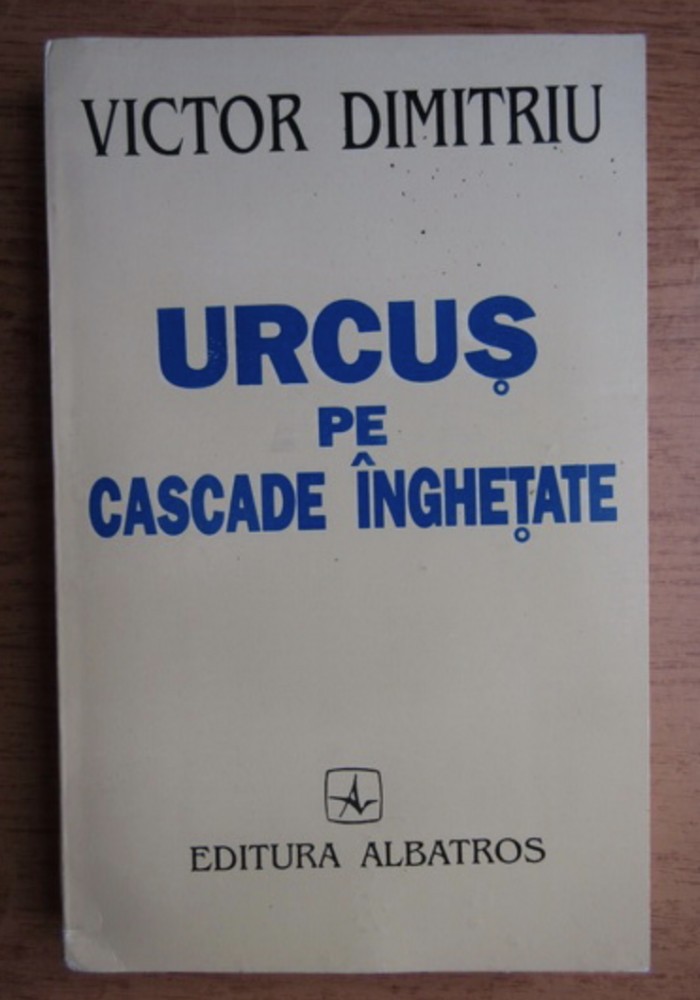 VICTOR DIMITRIU
URCUȘ
PE
CASCADE ÎNGHEȚATE
EDITURA ALBATROS